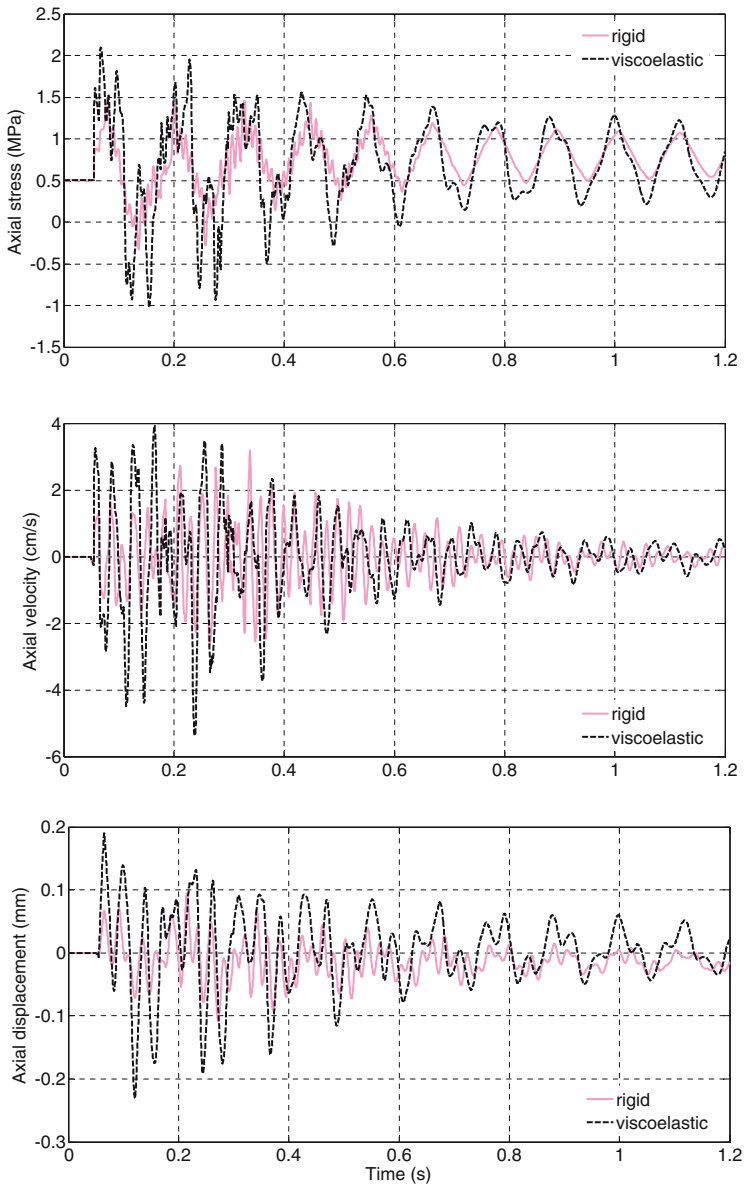 2.5
2
1.5
1
0.5
0
-0.5
-1
-1.5
Axial stress (MPa)
rigid
viscoelastic
0 0.2 0.4 0.6 0.8 1 1.2
4
2
0
-2
-4
-6
Axial velocity (cm/s)
rigid
viscoelastic
0 0.2 0.4 0.6 0.8 1 1.2
0.2
0.1
0
-0.1
-0.2
-0.3
Axial displacement (mm)
rigid
viscoelastic
0 0.2 0.4 0.6 0.8 1 1.2
Time (s)